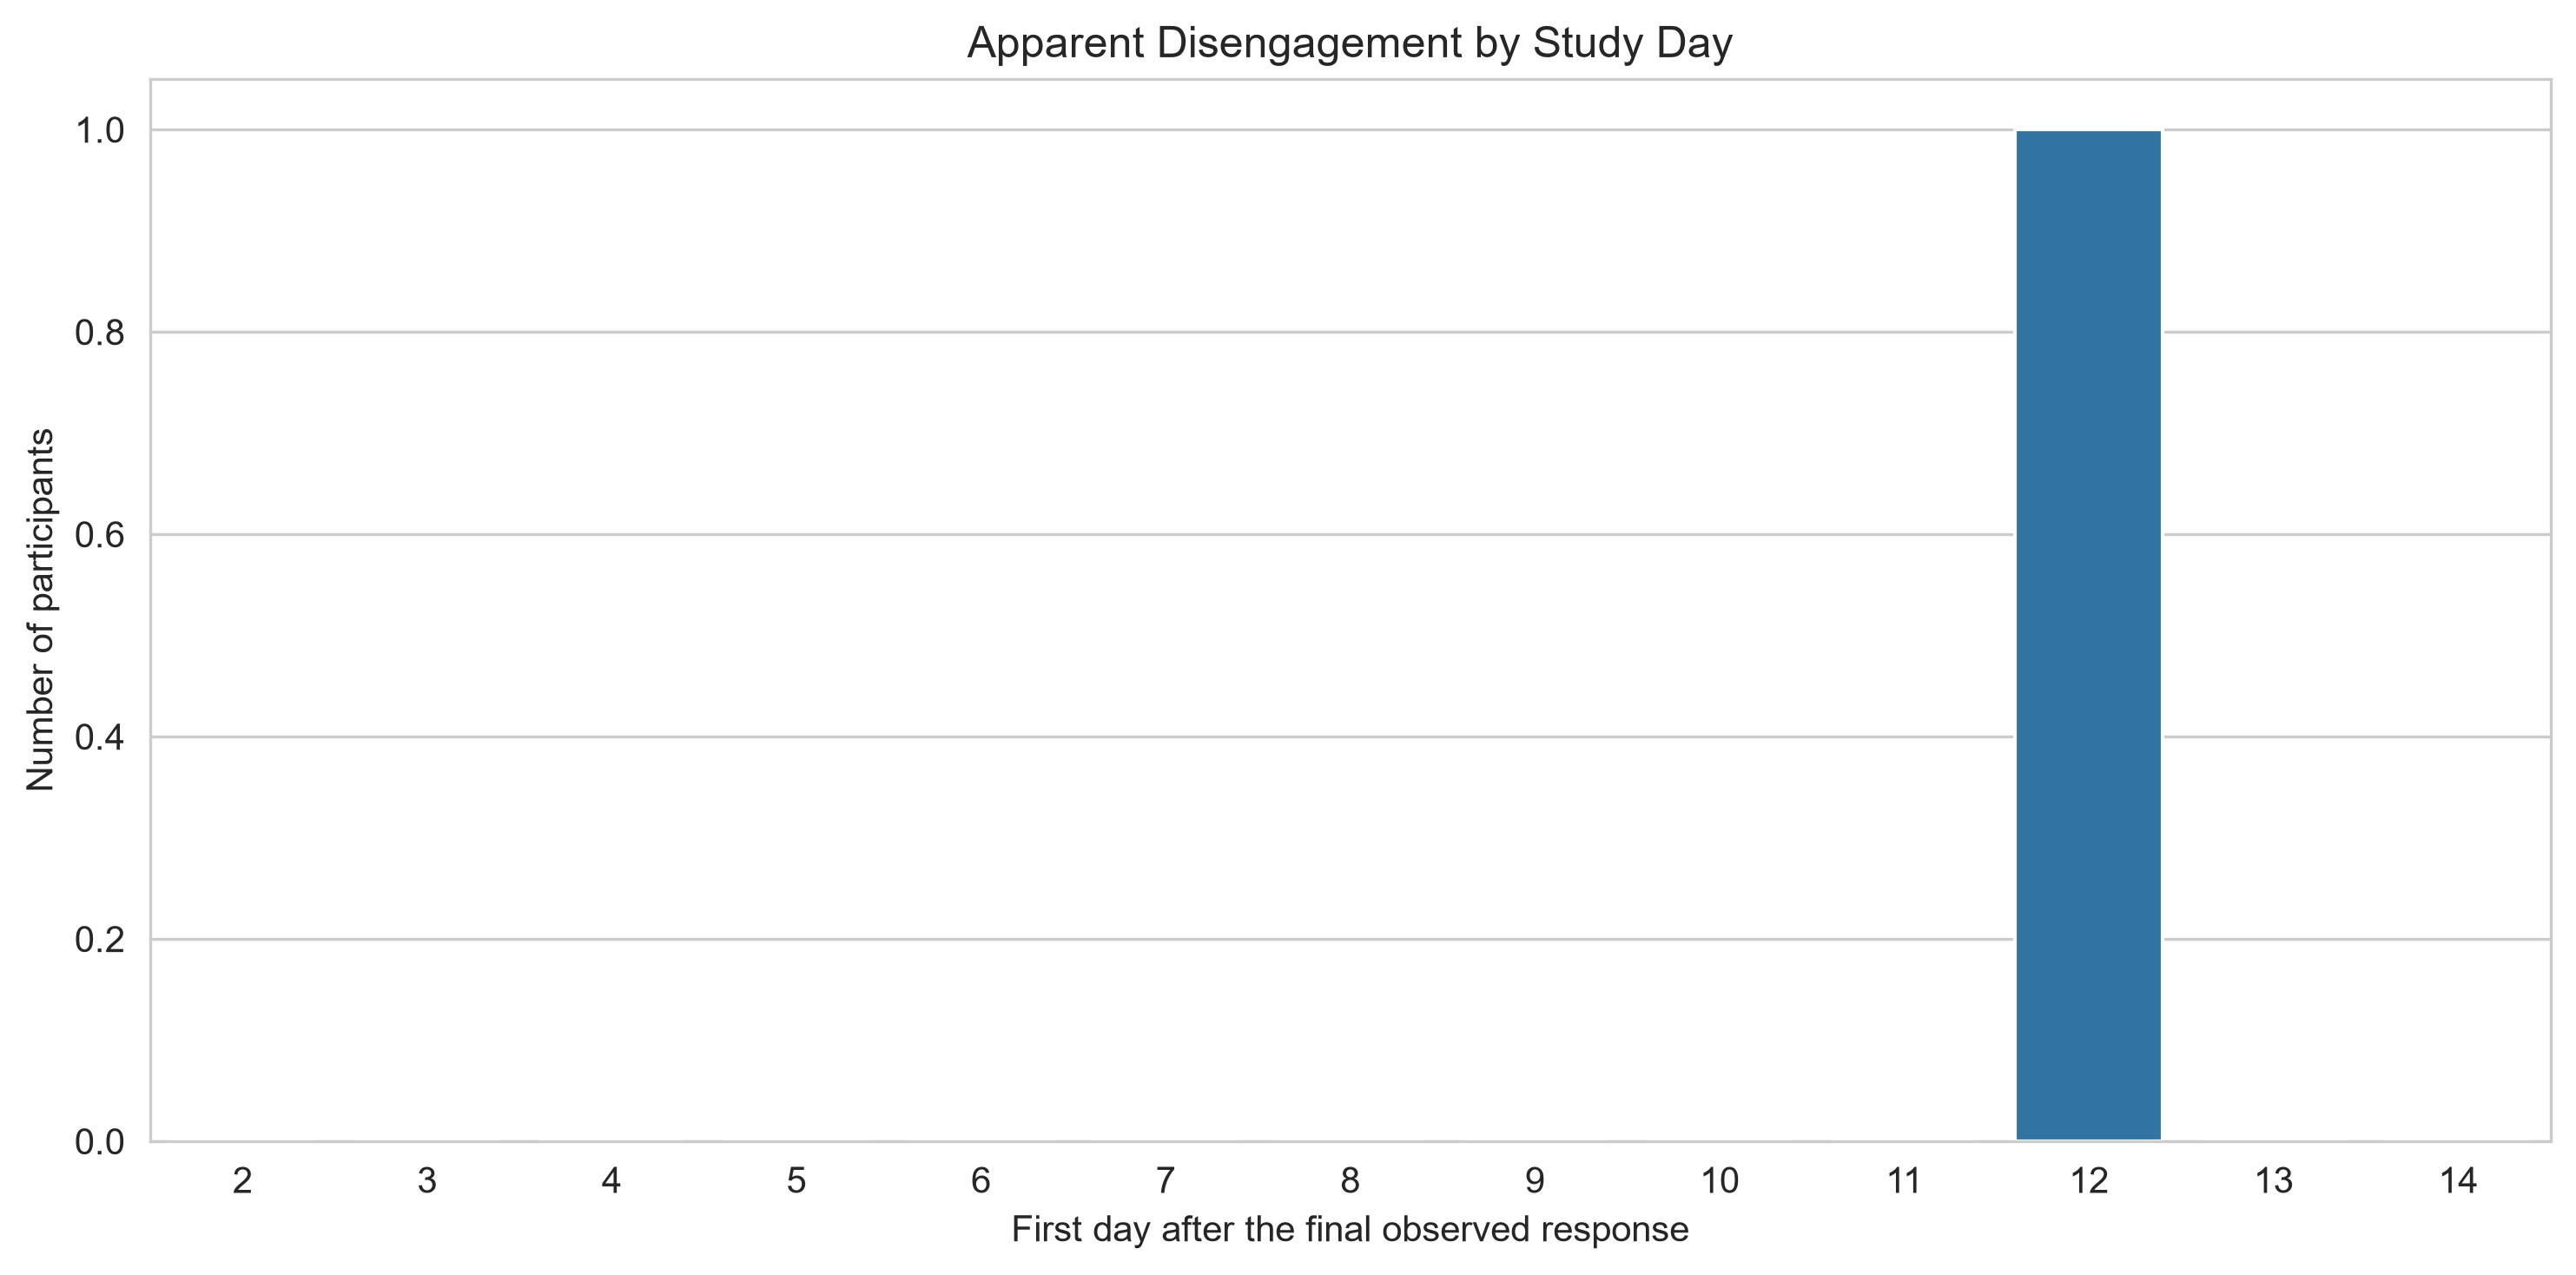 Apparent Disengagement by Study Day
1.0
0.8
0.6
0.4
0.2
0.0
Number of participants
2 3 4 5 6 7 8 9 10 11 12 13 14
First day after the final observed response